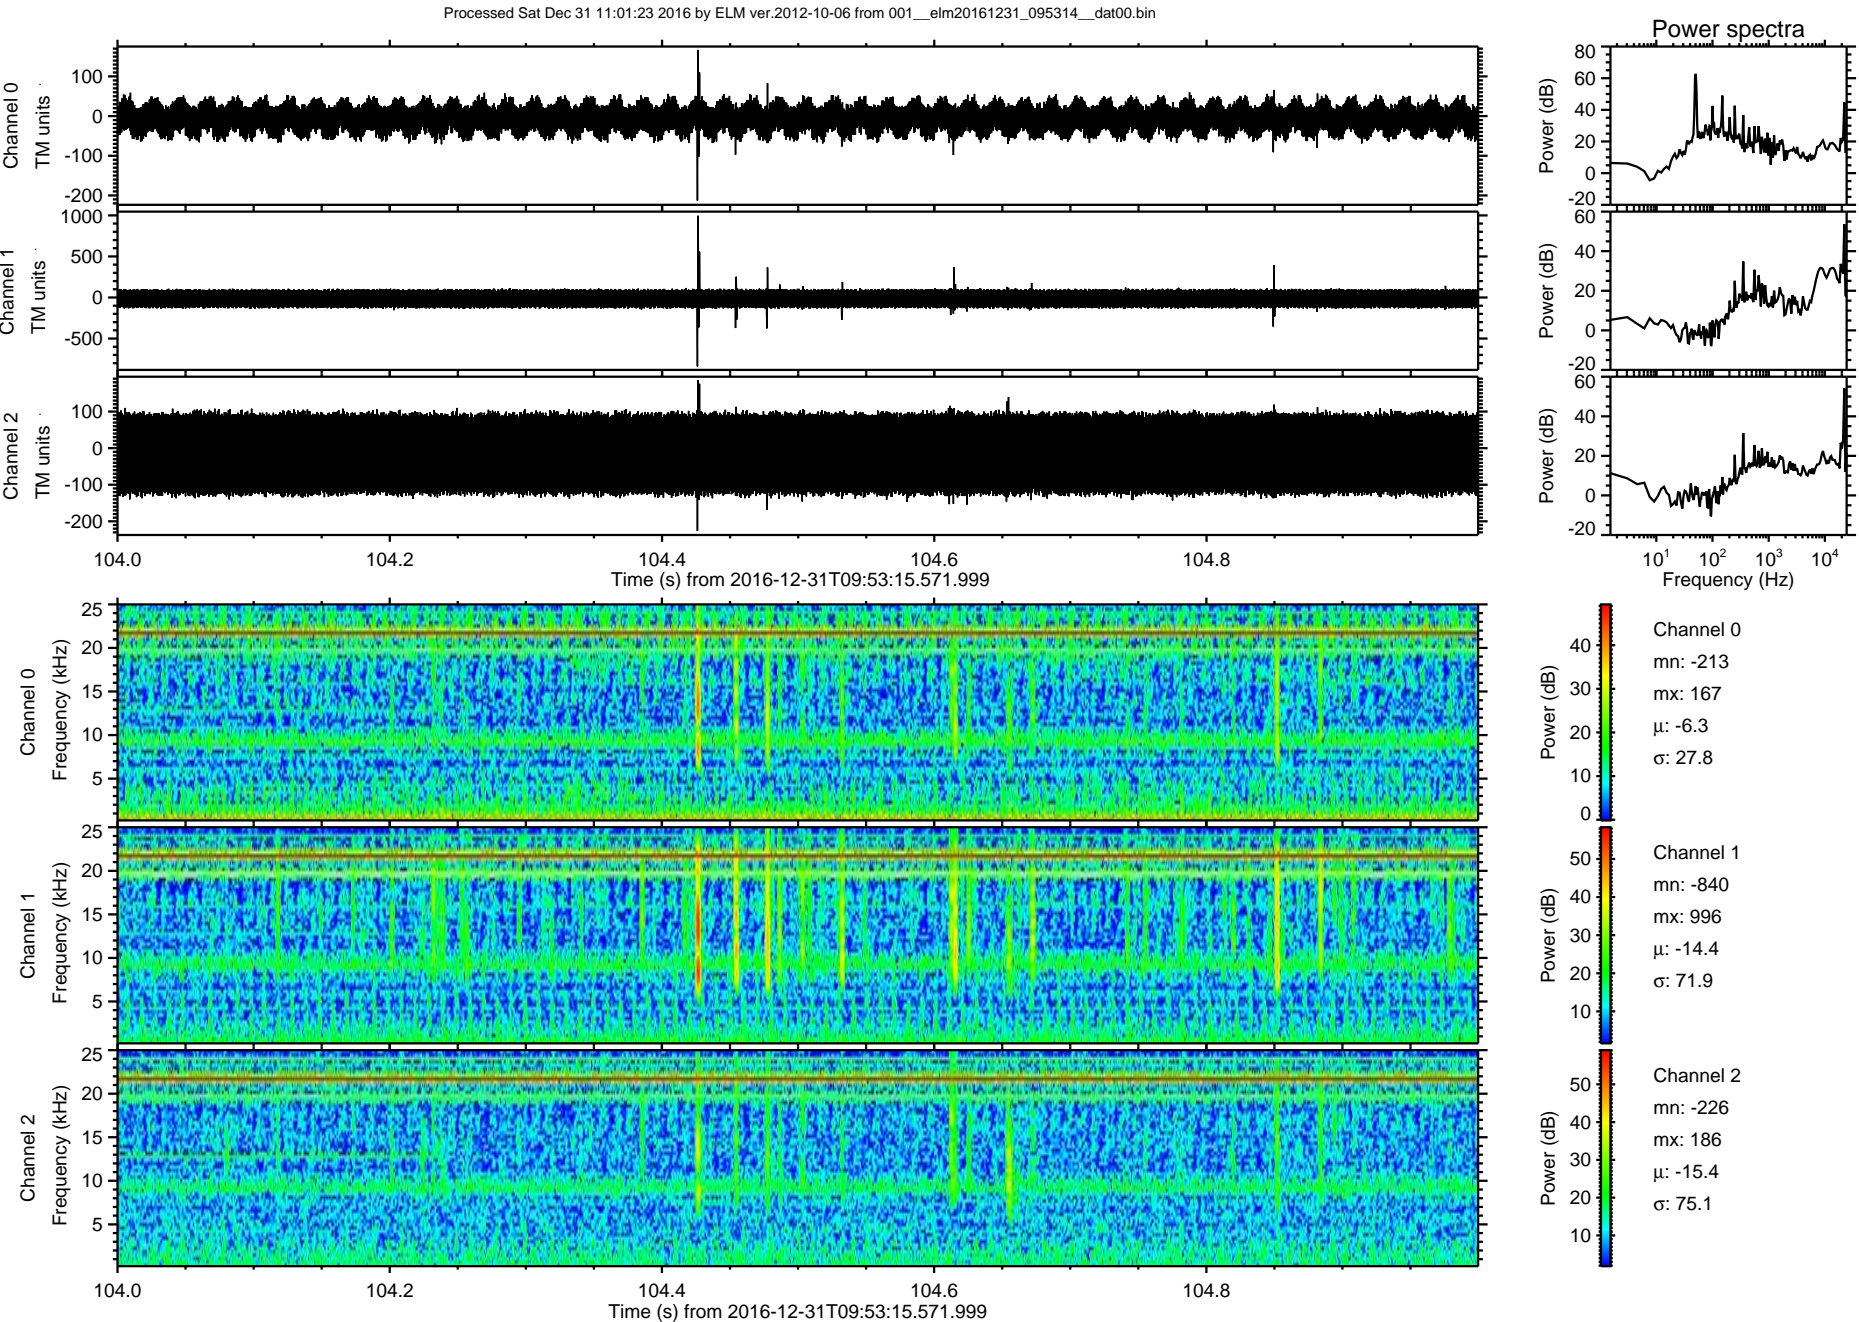 Processed Sat Dec 31 11:01:23 2016 by ELM ver.2012-10-06 from 001__elm20161231_095314__dat00.bin
Power spectra
Channel 0
TM units
100
0
-100
-200
Power (dB)
80
60
40
20
0
-20
Channel 1
TM units
1000
500
0
-500
Power (dB)
60
40
20
0
-20
Channel 2
TM units
100
0
-100
-200
Power (dB)
60
40
20
0
-20
104.0 104.2 104.4 104.6 104.8
Time (s) from 2016-12-31T09:53:15.571.999
10^1 10^2 10^3 10^4
Frequency (Hz)
Channel 0
Frequency (kHz)
25
20
15
10
5
Power (dB)
40
30
20
10
0
Channel 0
mn: -213
mx: 167
µ: -6.3
σ: 27.8
Channel 1
Frequency (kHz)
25
20
15
10
5
Power (dB)
50
40
30
20
10
Channel 1
mn: -840
mx: 996
µ: -14.4
σ: 71.9
Channel 2
Frequency (kHz)
25
20
15
10
5
Power (dB)
50
40
30
20
10
Channel 2
mn: -226
mx: 186
µ: -15.4
σ: 75.1
104.0 104.2 104.4 104.6 104.8
Time (s) from 2016-12-31T09:53:15.571.999